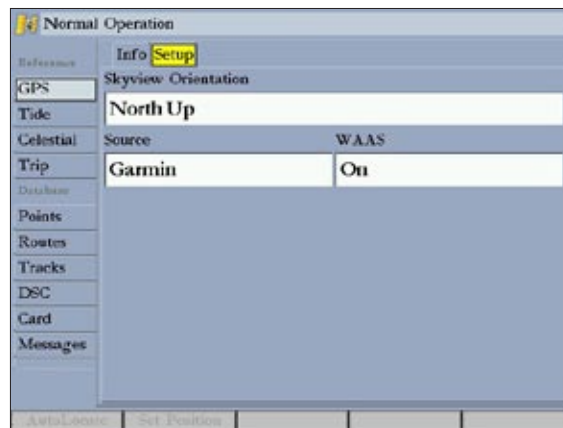 Normal Operation
Info Setup
Reference
GPS
Tide
Celestial
Trip
Database
Points
Routes
Tracks
DSC
Card
Messages
Skyview Orientation
North Up
Source WAAS
Garmin On
AutoLocate Set Position